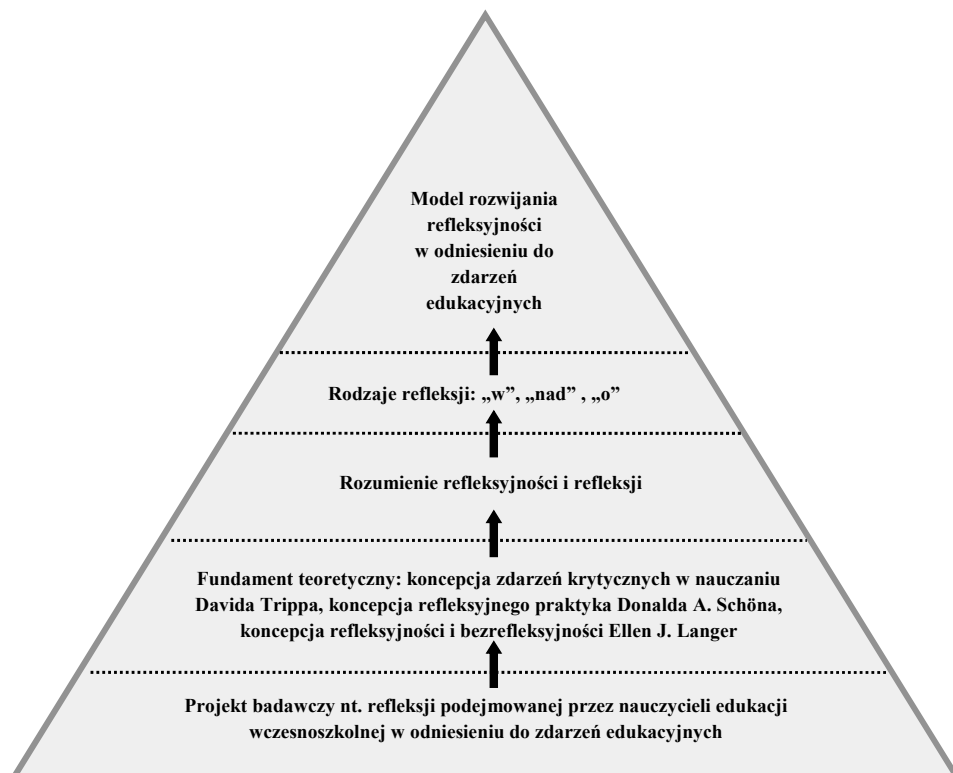 Model rozwijania
refleksyjności
w odniesieniu do
zdarzeń
edukacyjnych
Rodzaje refleksji: „w”, „nad” , „o”
Rozumienie refleksyjności i refleksji
Fundament teoretyczny: koncepcja zdarzeń krytycznych w nauczaniu
Davida Trippa, koncepcja refleksyjnego praktyka Donalda A. Schöna,
koncepcja refleksyjności i bezrefleksyjności Ellen J. Langer
Projekt badawczy nt. refleksji podejmowanej przez nauczycieli edukacji
wczesnoszkolnej w odniesieniu do zdarzeń edukacyjnych